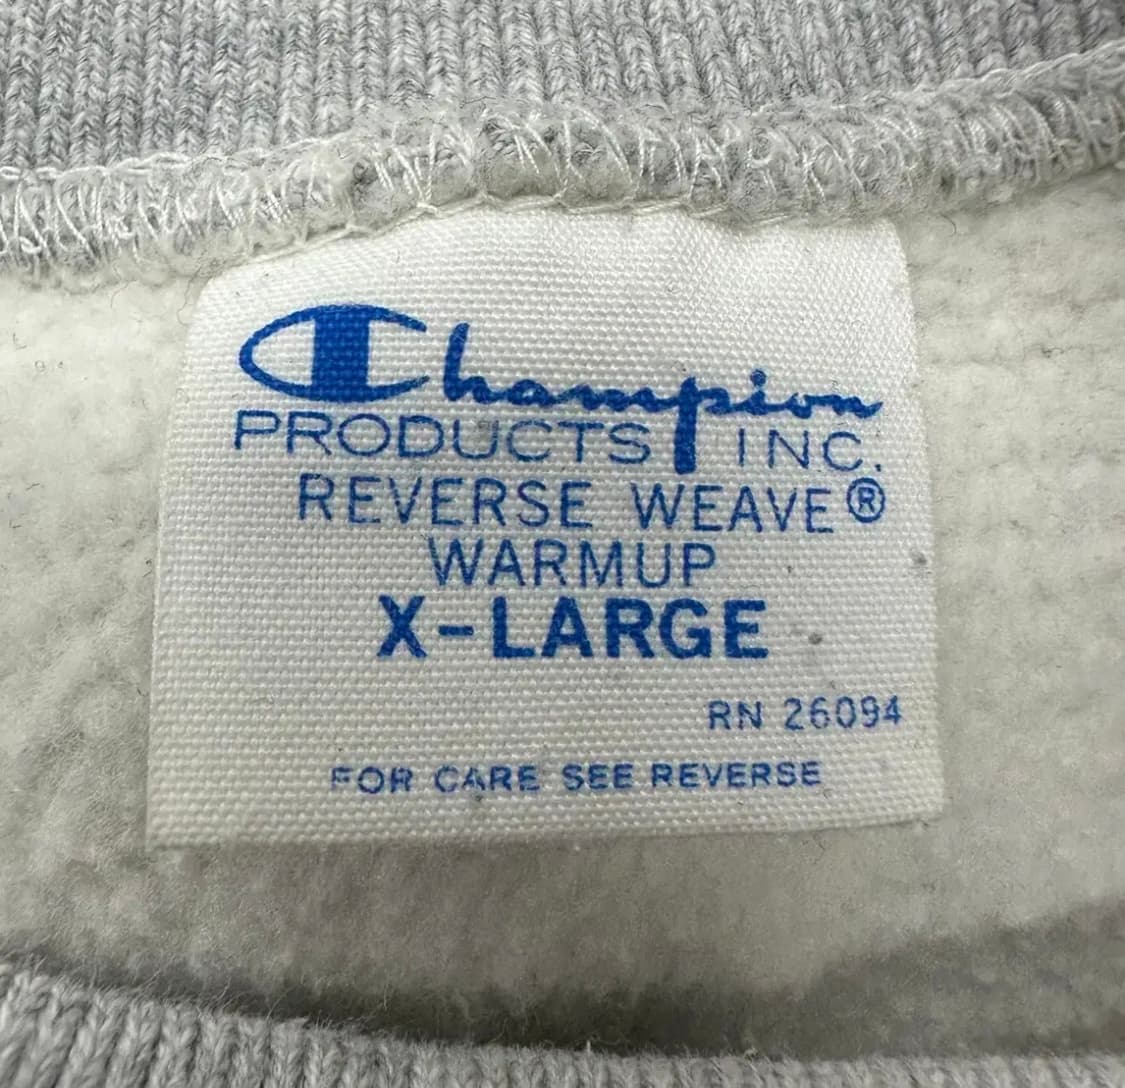 Champion
PRODUCTS INC.
REVERSE WEAVE®
WARMUP
X-LARGE
RN 26094
FOR CARE SEE REVERSE